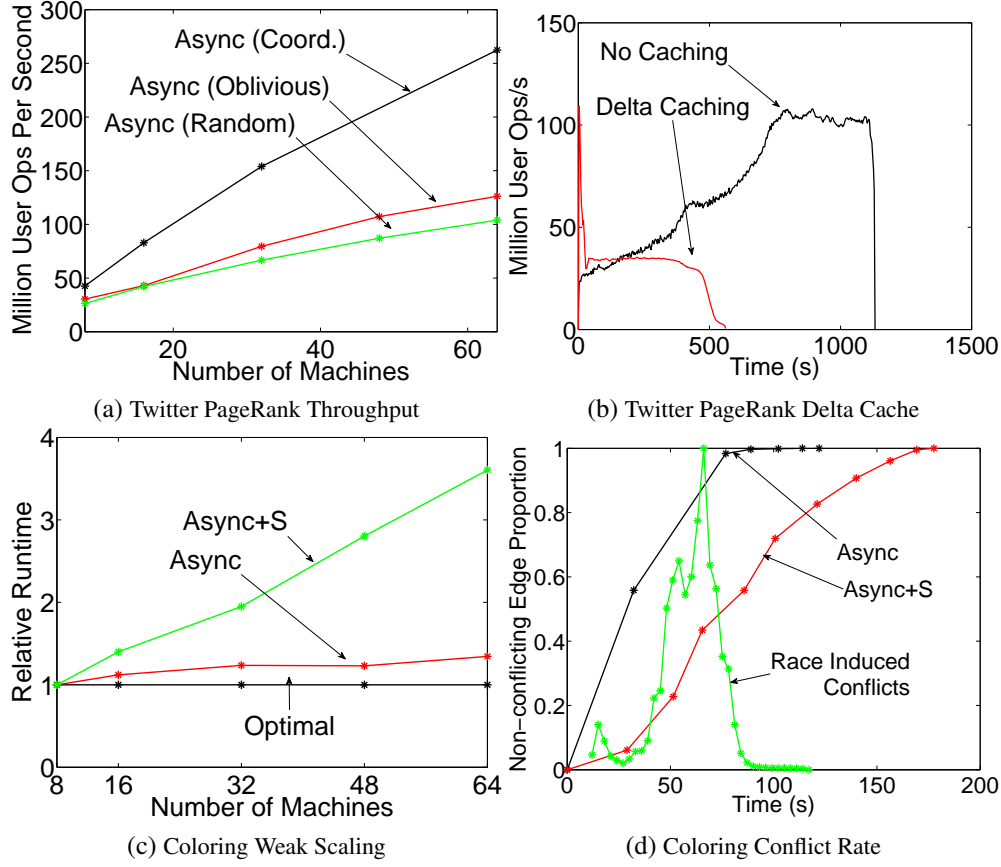 300
250
200
150
100
50
0
20
40
60
Million User Ops Per Second
Number of Machines
Async (Coord.)
Async (Oblivious)
Async (Random)
(a) Twitter PageRank Throughput
150
100
50
0
0
500
1000
1500
Million User Ops/s
Time (s)
No Caching
Delta Caching
(b) Twitter PageRank Delta Cache
4
3
2
1
0
8
16
32
48
64
Relative Runtime
Number of Machines
Async+S
Async
Optimal
(c) Coloring Weak Scaling
1
0.8
0.6
0.4
0.2
0
0
50
100
150
200
Non−conflicting Edge Proportion
Time (s)
Async
Async+S
Race Induced
Conflicts
(d) Coloring Conflict Rate